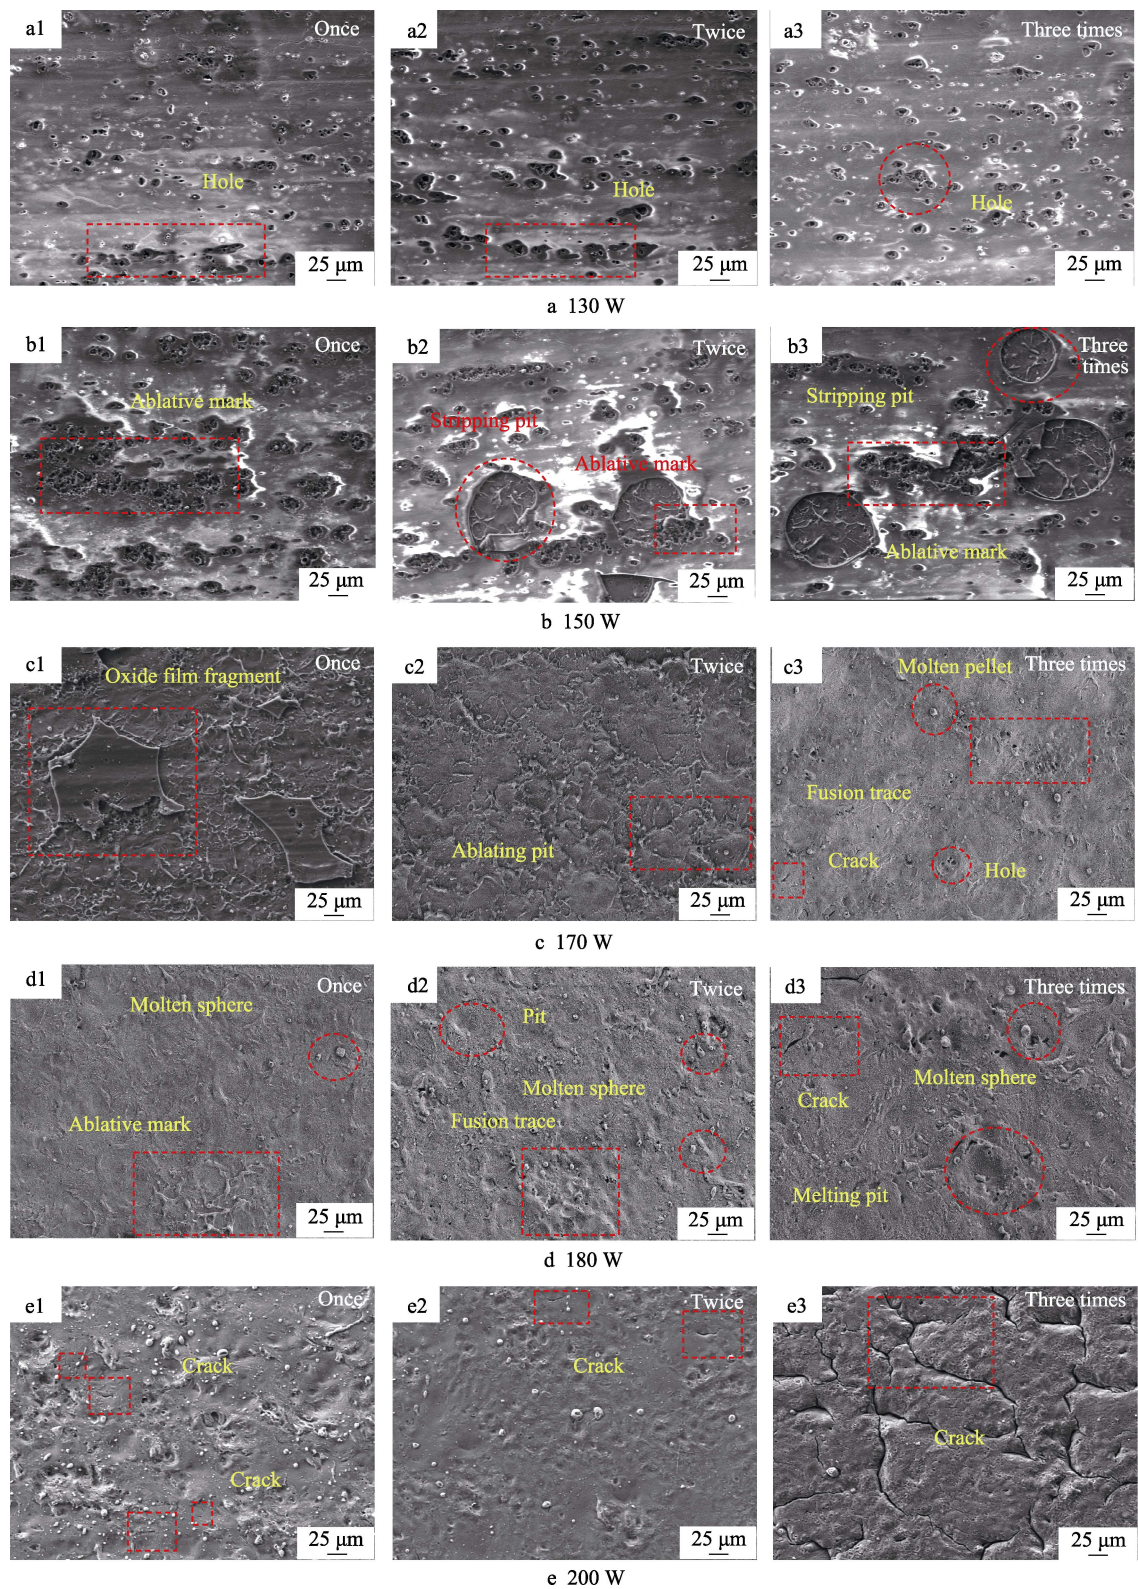 a1 Once
Hole
25 μm
a2 Twice
Hole
25 μm
a3 Three times
Hole
25 μm
a 130 W
b1 Once
Ablative mark
25 μm
b2 Twice
Stripping pit
Ablative mark
25 μm
b3 Three
times
Stripping pit
Ablative mark
25 μm
b 150 W
c1 Once
Oxide film fragment
25 μm
c2 Twice
Ablating pit
25 μm
c3 Three times
Molten pellet
Fusion trace
Crack
Hole
25 μm
c 170 W
d1 Once
Molten sphere
Ablative mark
25 μm
d2 Twice
Pit
Molten sphere
Fusion trace
25 μm
d3 Three times
Molten sphere
Crack
Melting pit
25 μm
d 180 W
e1 Once
Crack
Crack
25 μm
e2 Twice
Crack
25 μm
e3 Three times
Crack
25 μm
e 200 W